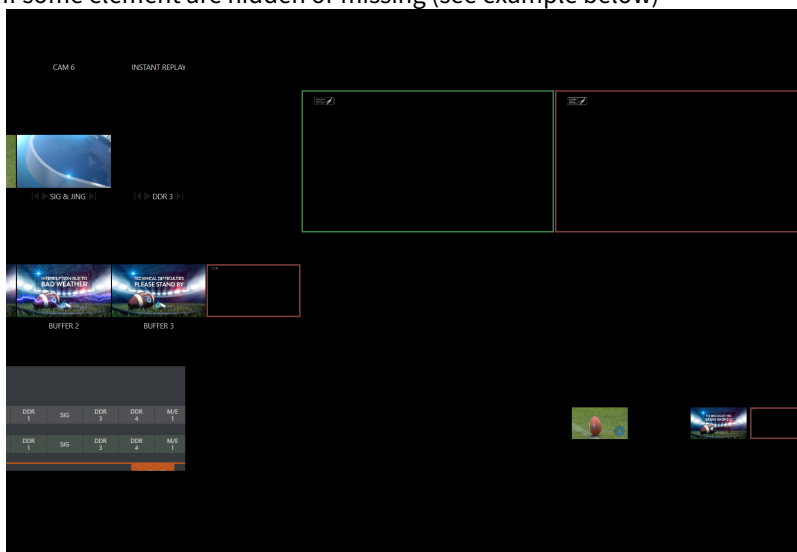 if some element are hidden or missing (see example below)
CAM 6 INSTANT REPLAY
SIG & JING DDR 3
INTERRUPTION DUE TO TECHNICAL DIFFICULTIES
BAD WEATHER PLEASE STAND BY
BUFFER 2 BUFFER 3
DDR 1 SIG DDR 3 DDR 4 M/E 1
DDR 1 SIG DDR 3 DDR 4 M/E 1